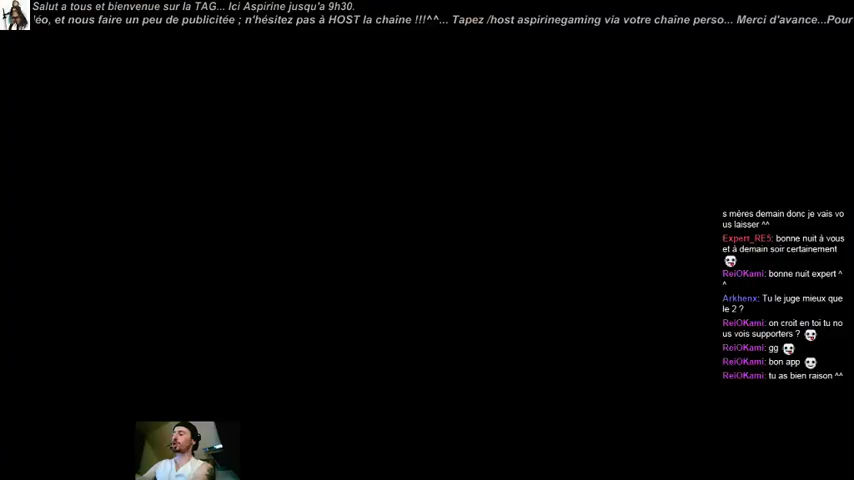 Salut a tous et bienvenue sur la TAG... Ici Aspirine jusqu'a 9h30.
léo, et nous faire un peu de publicitée ; n'hésitez pas à HOST la chaîne !!!^^... Tapez /host aspirinegaming via votre chaîne perso... Merci d'avance...Pour
s mères demain donc je vais vo
us laisser ^^
Expert_RE5: bonne nuit à vous
et à demain soir certainement
ReiOKami: bonne nuit expert ^
^
Arkhenx: Tu le juge mieux que
le 2 ?
ReiOKami: on croit en toi tu no
us vois supporters ?
ReiOKami: gg
ReiOKami: bon app
ReiOKami: tu as bien raison ^^